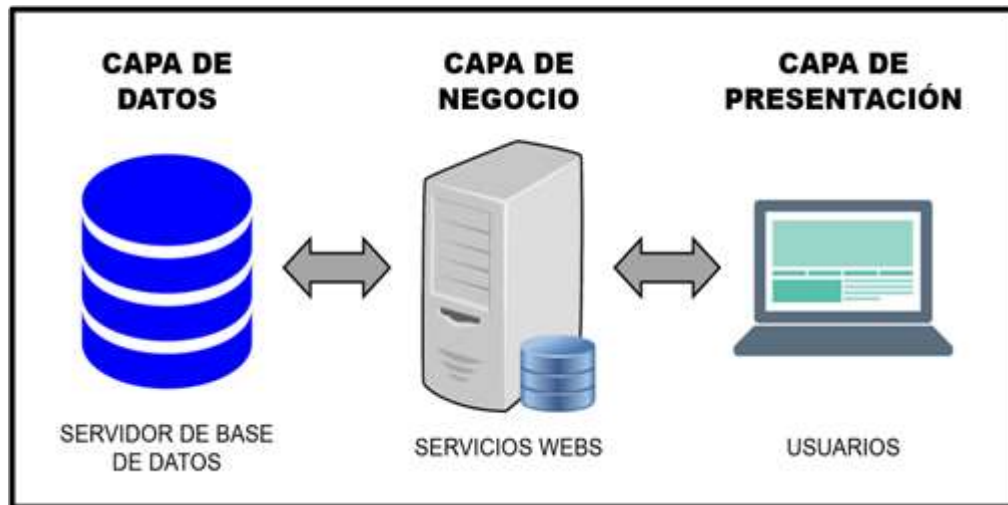 CAPA DE
DATOS
CAPA DE
NEGOCIO
CAPA DE
PRESENTACIÓN
SERVIDOR DE BASE
DE DATOS
SERVICIOS WEBS
USUARIOS